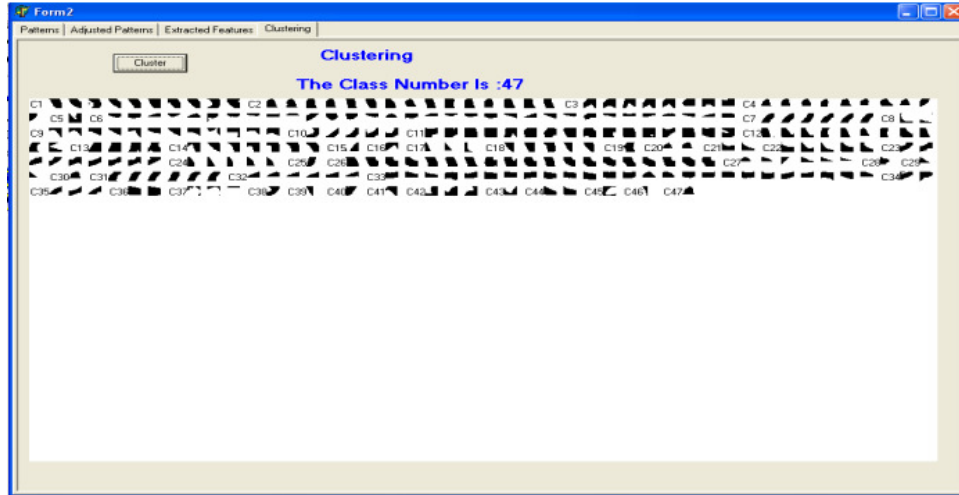 Form2
Patterns Adjusted Patterns Extracted Features Clustering
Cluster Clustering
The Class Number Is :47
C1 C2 C3 C4
C5 C6 C7 C8
C9 C10 C11 C12
C13 C14 C15 C16 C17 C18 C19 C20 C21 C22 C23
C24 C25 C26 C27 C28 C29
C30 C31 C32 C33 C34
C35 C36 C37 C38 C39 C40 C41 C42 C43 C44 C45 C46 C47